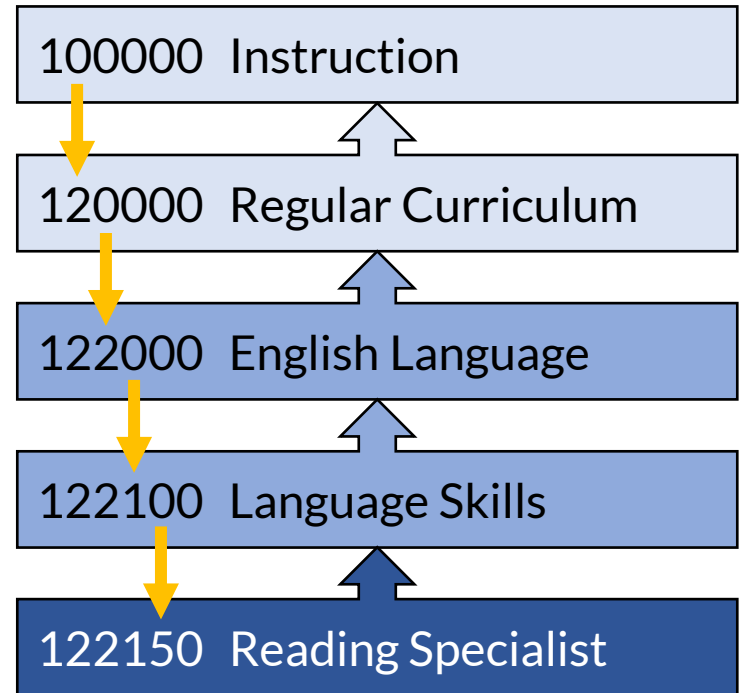 100000 Instruction
120000 Regular Curriculum
122000 English Language
122100 Language Skills
122150 Reading Specialist